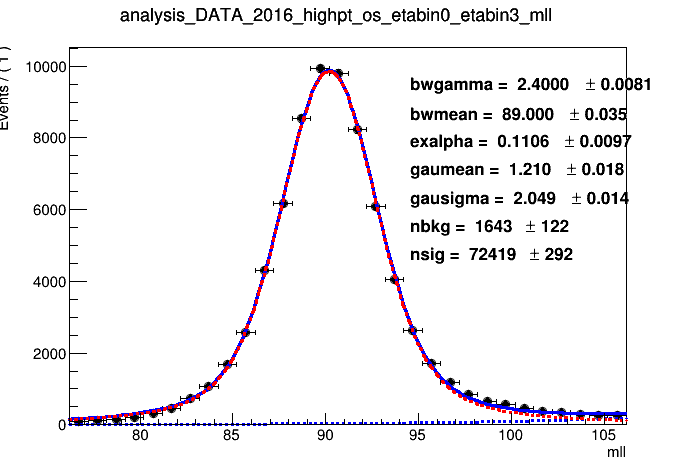 analysis_DATA_2016_highpt_os_etabin0_etabin3_mll
Events / ( 1 )
10000
8000
6000
4000
2000
0
bwgamma = 2.4000 ± 0.0081
bwmean = 89.000 ± 0.035
exalpha = 0.1106 ± 0.0097
gaumean = 1.210 ± 0.018
gausigma = 2.049 ± 0.014
nbkg = 1643 ± 122
nsig = 72419 ± 292
80 85 90 95 100 105
mll